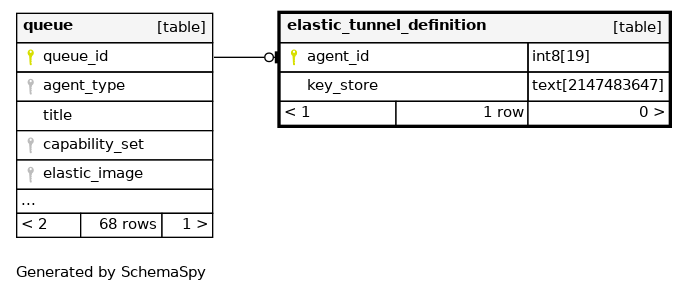 queue [table]
queue_id
agent_type
title
capability_set
elastic_image
...
< 2 68 rows 1 >
elastic_tunnel_definition [table]
agent_id int8[19]
key_store text[2147483647]
< 1 1 row 0 >
Generated by SchemaSpy